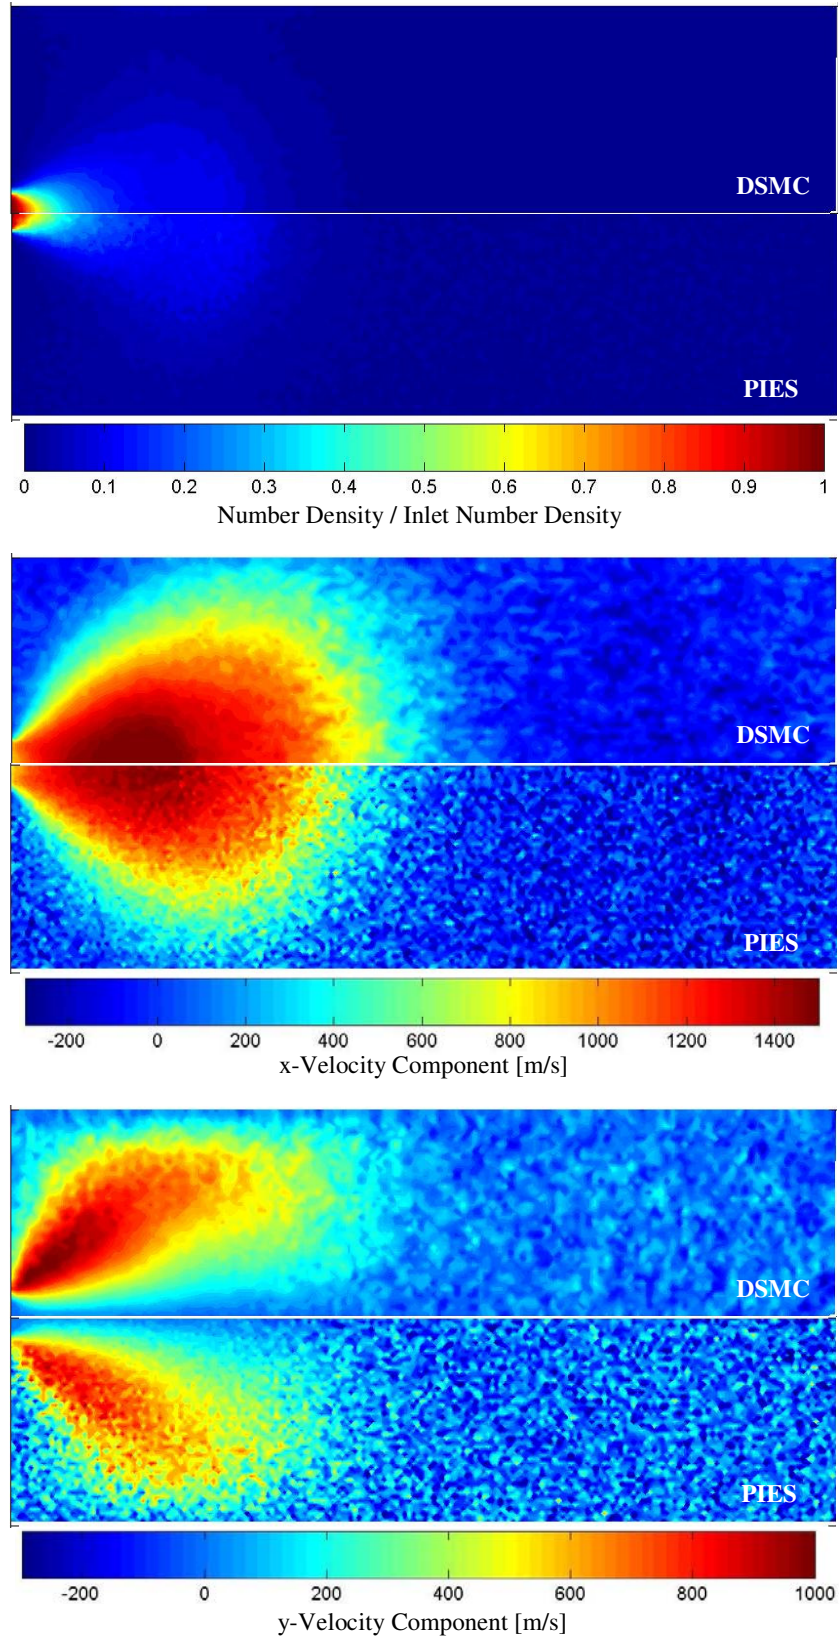 DSMC
PIES
0 0.1 0.2 0.3 0.4 0.5 0.6 0.7 0.8 0.9 1
Number Density / Inlet Number Density
DSMC
PIES
-200 0 200 400 600 800 1000 1200 1400
x-Velocity Component [m/s]
DSMC
PIES
-200 0 200 400 600 800 1000
y-Velocity Component [m/s]